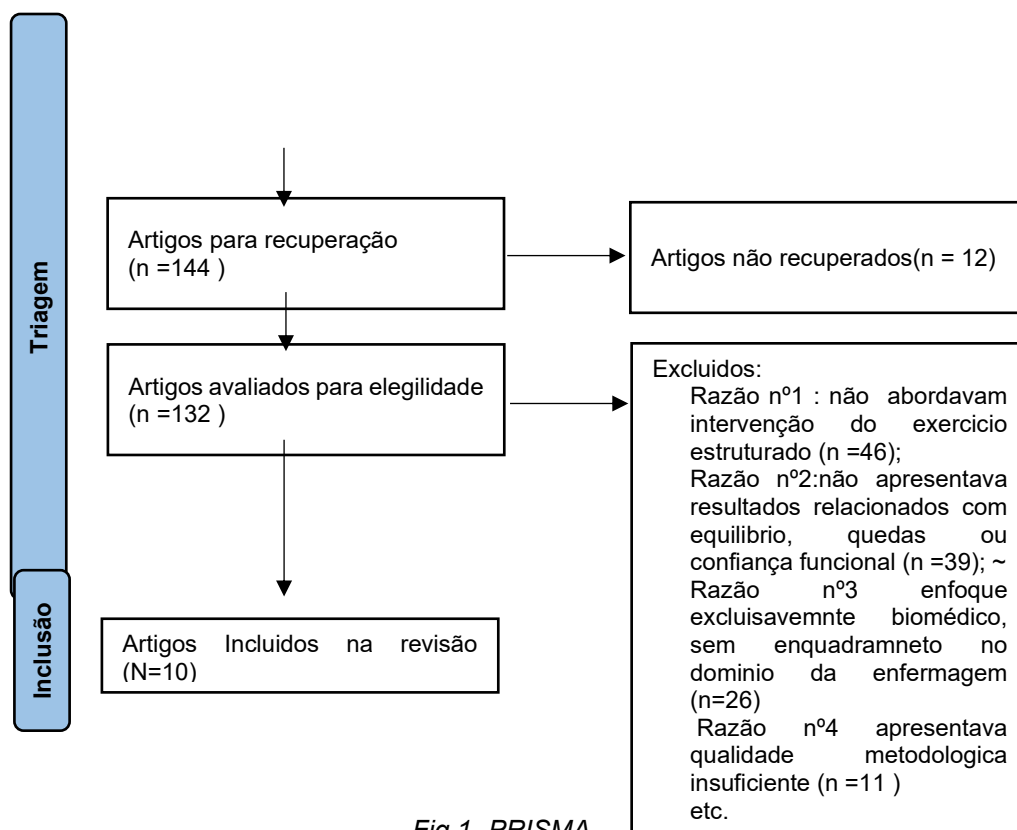 Triagem
Artigos para recuperação
(n =144 )
Artigos não recuperados(n = 12)
Artigos avaliados para elegilidade
(n =132 )
Excluidos:
Razão nº1 : não abordavam
intervenção do exercicio
estruturado (n =46);
Razão nº2:não apresentava
resultados relacionados com
equilibrio, quedas ou
confiança funcional (n =39); ~
Razão nº3 enfoque
excluisavemnte biomédico,
sem enquadramneto no
dominio da enfermagem
(n=26)
Razão nº4 apresentava
qualidade metodologica
insuficiente (n =11 )
etc.
Inclusão
Artigos Incluidos na revisão
(N=10)
Fig.1- PRISMA